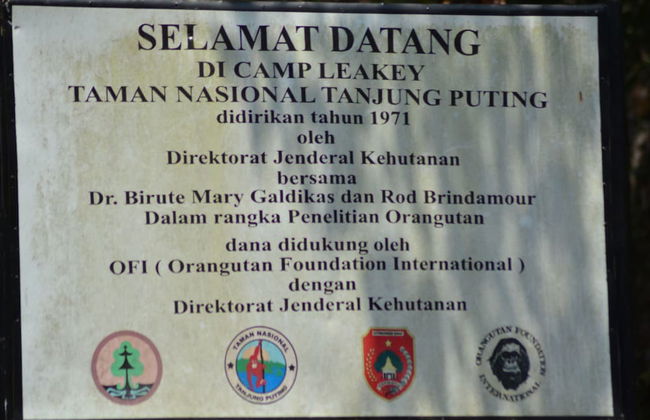 SELAMAT DATANG
DI CAMP LEAKEY
TAMAN NASIONAL TANJUNG PUTING
didirikan tahun 1971
oleh
Direktorat Jenderal Kehutanan
bersama
Dr. Birute Mary Galdikas dan Rod Brindamour
Dalam rangka Penelitian Orangutan
dana didukung oleh
OFI ( Orangutan Foundation International )
dengan
Direktorat Jenderal Kehutanan
TAMAN NASIONAL
TANJUNG PUTING
ORANGUTAN FOUNDATION
INTERNATIONAL